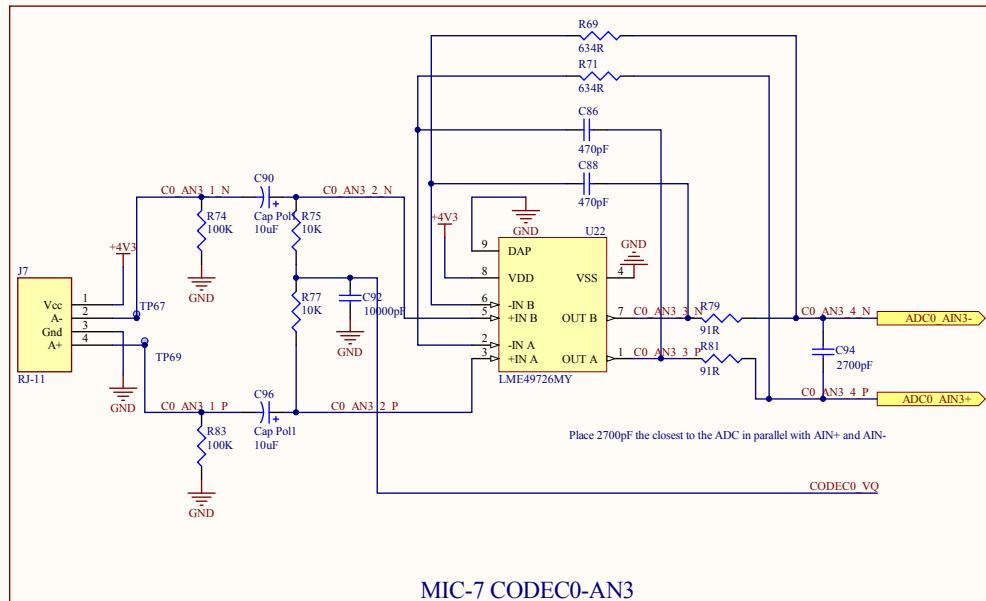 R69
634R
R71
634R
C86
470pF
C88
470pF
C0_AN3_1_N
C90
Cap Pol1
10uF
C0_AN3_2_N
R74
100K
GND
R75
10K
+4V3
GND
U22
GND
9 DAP
8 VDD
VSS 4
6 -IN B
5 +IN B
OUT B 7
2 -IN A
3 +IN A
OUT A 1
LME49726MY
+4V3
J7
Vcc 1
A- 2
Gnd 3
A+ 4
RJ-11
TP67
TP69
GND
R77
10K
C92
10000pF
GND
C0_AN3_3_N
R79
91R
C0_AN3_4_N
ADC0_AIN3-
C0_AN3_3_P
R81
91R
C94
2700pF
C0_AN3_4_P
ADC0_AIN3+
C0_AN3_1_P
C96
Cap Pol1
10uF
C0_AN3_2_P
R83
100K
GND
Place 2700pF the closest to the ADC in parallel with AIN+ and AIN-
CODEC0_VQ
MIC-7 CODEC0-AN3